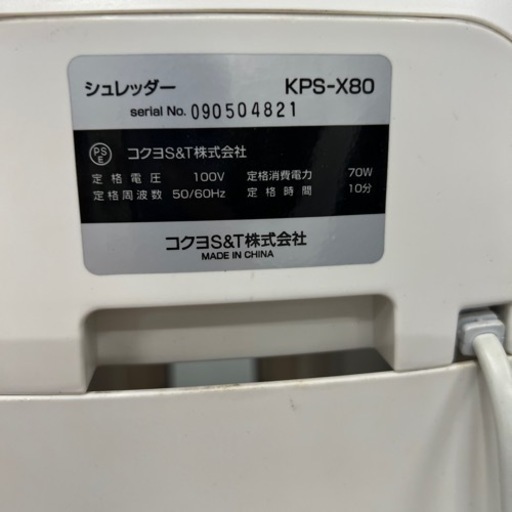 シュレッダー KPS-X80
serial No. 090504821
PSE コクヨS&T株式会社
定格電圧 100V 定格消費電力 70W
定格周波数 50/60Hz 定格時間 10分
コクヨS&T株式会社
MADE IN CHINA